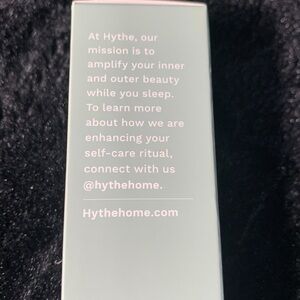 At Hythe, our
mission is to
amplify your inner
and outer beauty
while you sleep.
To learn more
about how we are
enhancing your
self-care ritual,
connect with us
@hythehome.
Hythehome.com